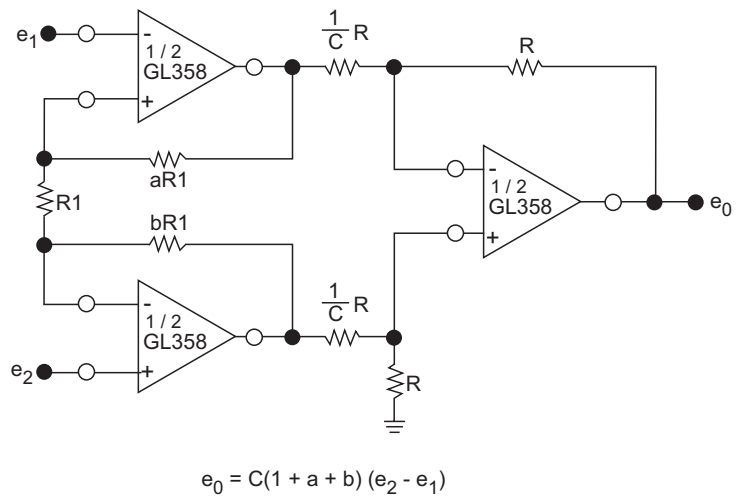 e1
-
1 / 2
GL358
+
1/C R
R
aR1
R1
bR1
-
1 / 2
GL358
+
e0
-
1 / 2
GL358
+
e2
1/C R
R
e0 = C(1 + a + b) (e2 - e1)